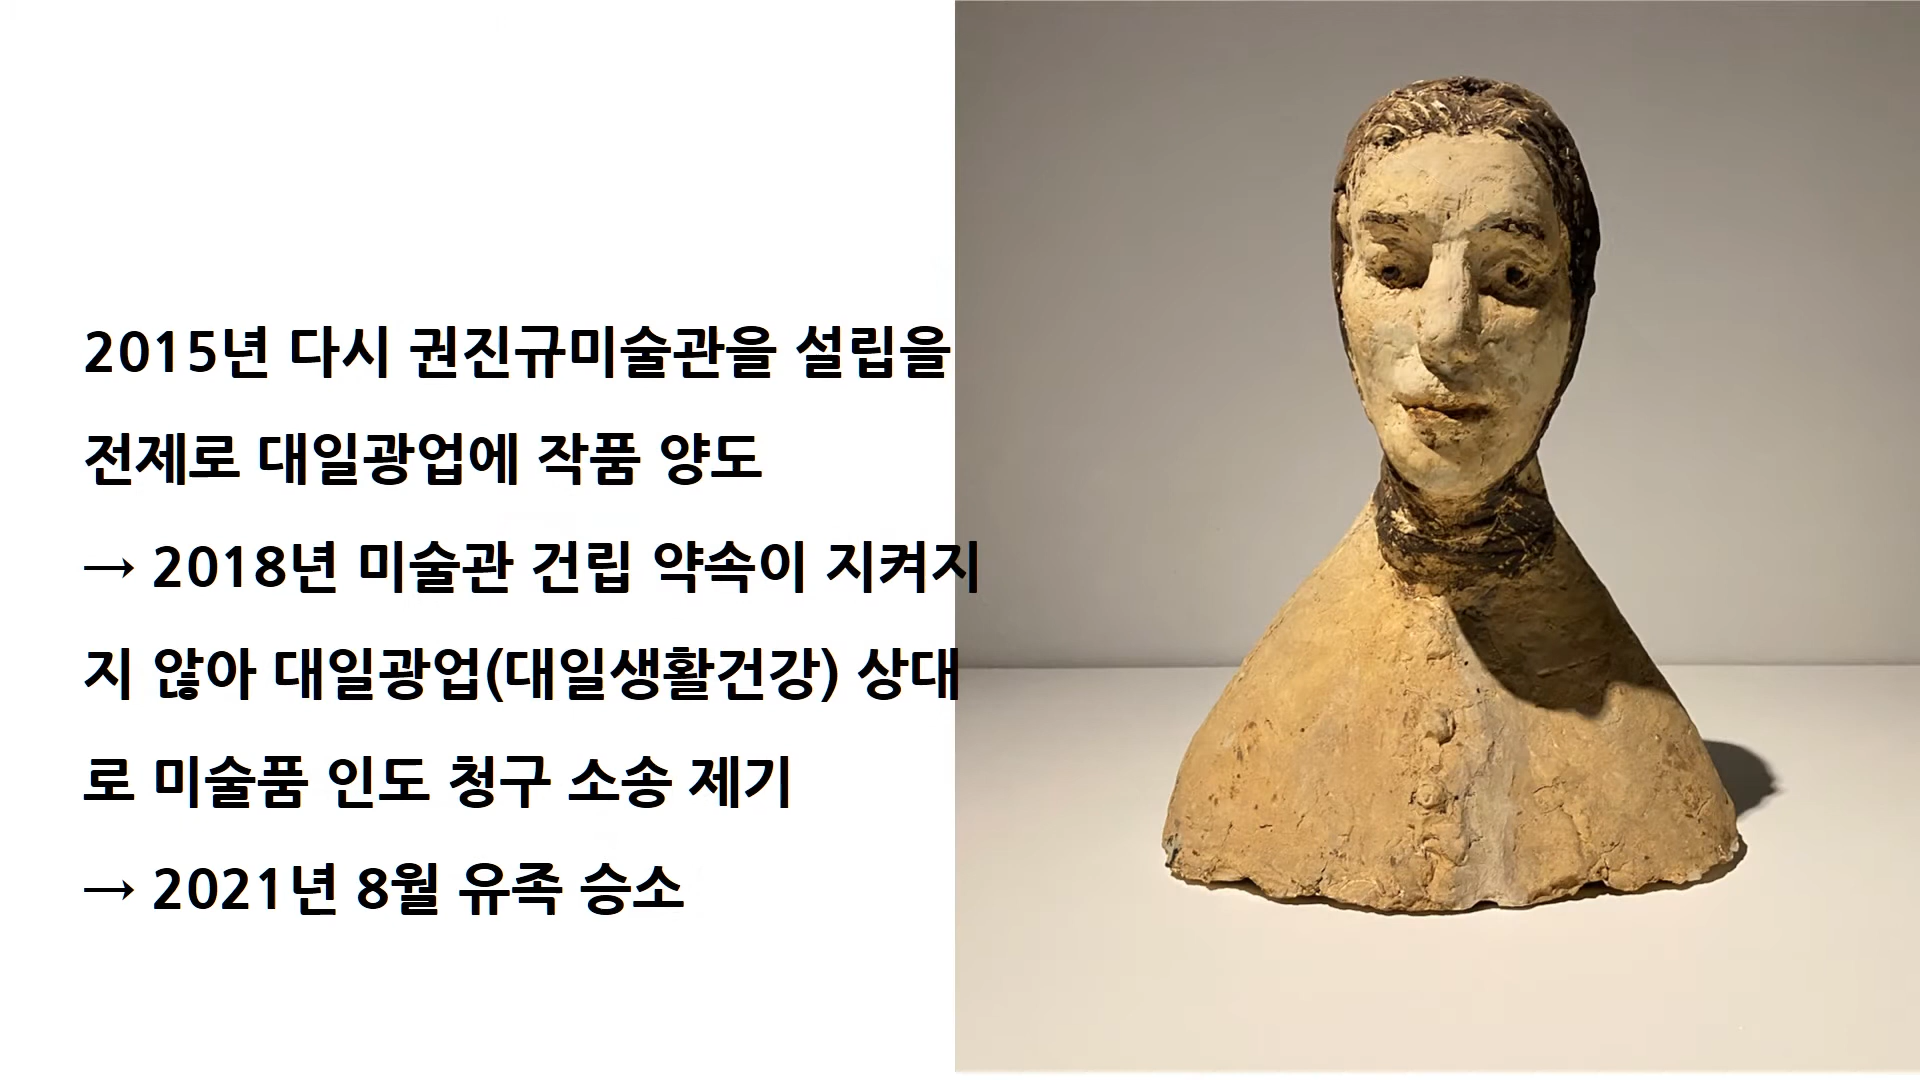 2015년 다시 권진규미술관을 설립을
전제로 대일광업에 작품 양도
→ 2018년 미술관 건립 약속이 지켜지
지 않아 대일광업(대일생활건강) 상대
로 미술품 인도 청구 소송 제기
→ 2021년 8월 유족 승소